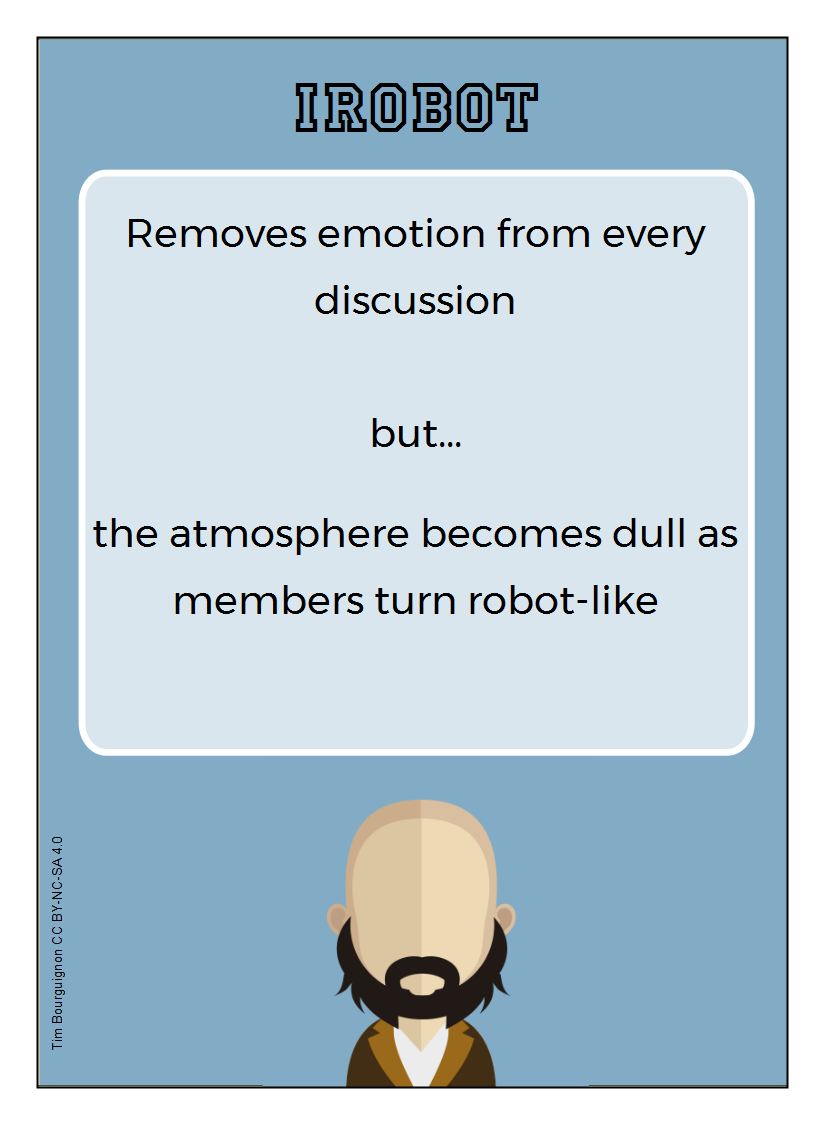 IROBOT
Removes emotion from every
discussion
but...
the atmosphere becomes dull as
members turn robot-like
Tim Bourguignon CC BY-NC-SA 4.0